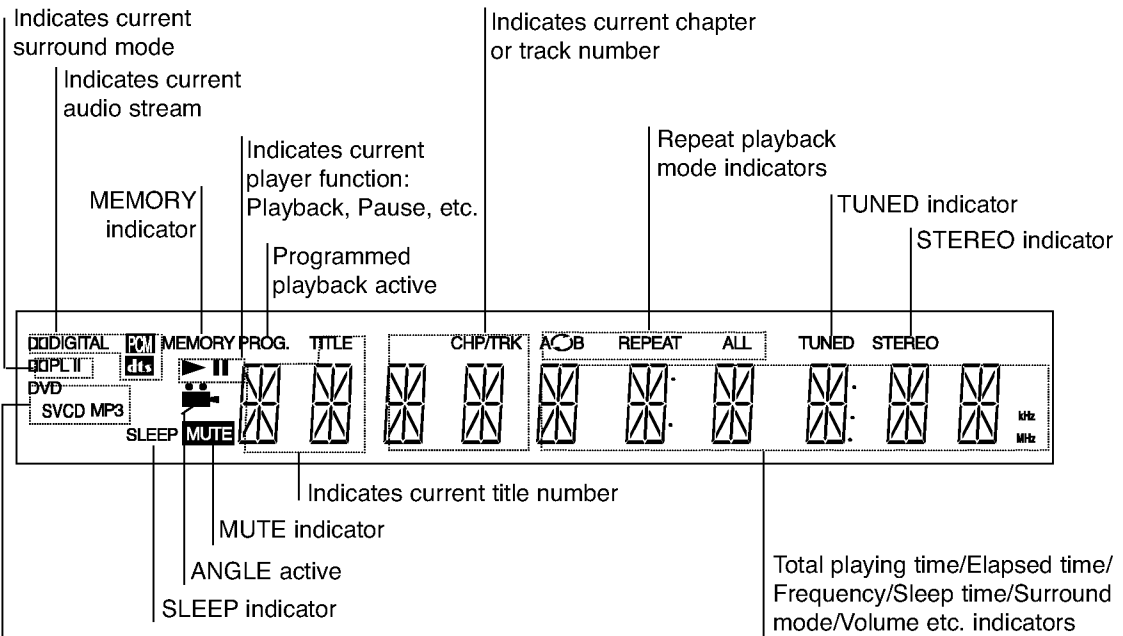 Indicates current
surround mode
Indicates current
audio stream
MEMORY
indicator
Indicates current
player function:
Playback, Pause, etc.
Programmed
playback active
Indicates current chapter
or track number
Repeat playback
mode indicators
TUNED indicator
STEREO indicator
DIGITAL PCM MEMORY PROG. TITLE CHP/TRK A B REPEAT ALL TUNED STEREO
PL II dts
DVD
SVCD MP3
kHz
SLEEP MUTE
MHz
Indicates current title number
MUTE indicator
ANGLE active
SLEEP indicator
Total playing time/Elapsed time/
Frequency/Sleep time/Surround
mode/Volume etc. indicators